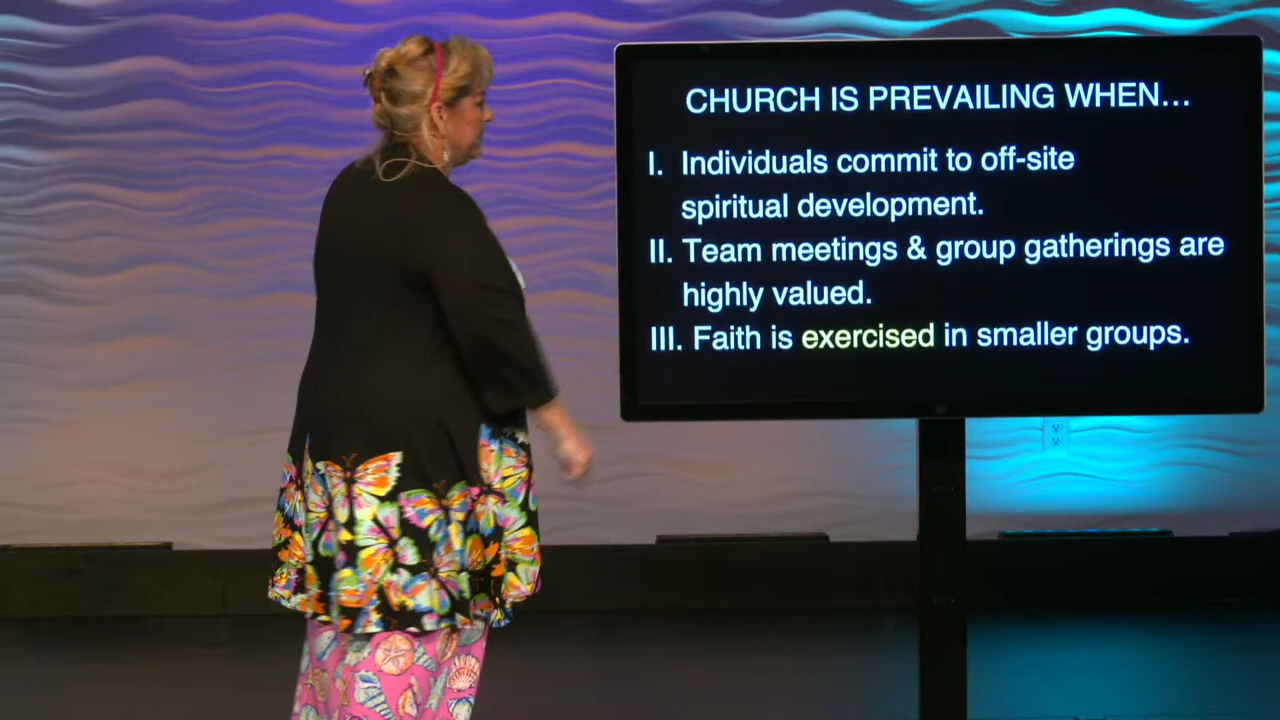 CHURCH IS PREVAILING WHEN...
I. Individuals commit to off-site
spiritual development.
II. Team meetings & group gatherings are
highly valued.
III. Faith is exercised in smaller groups.